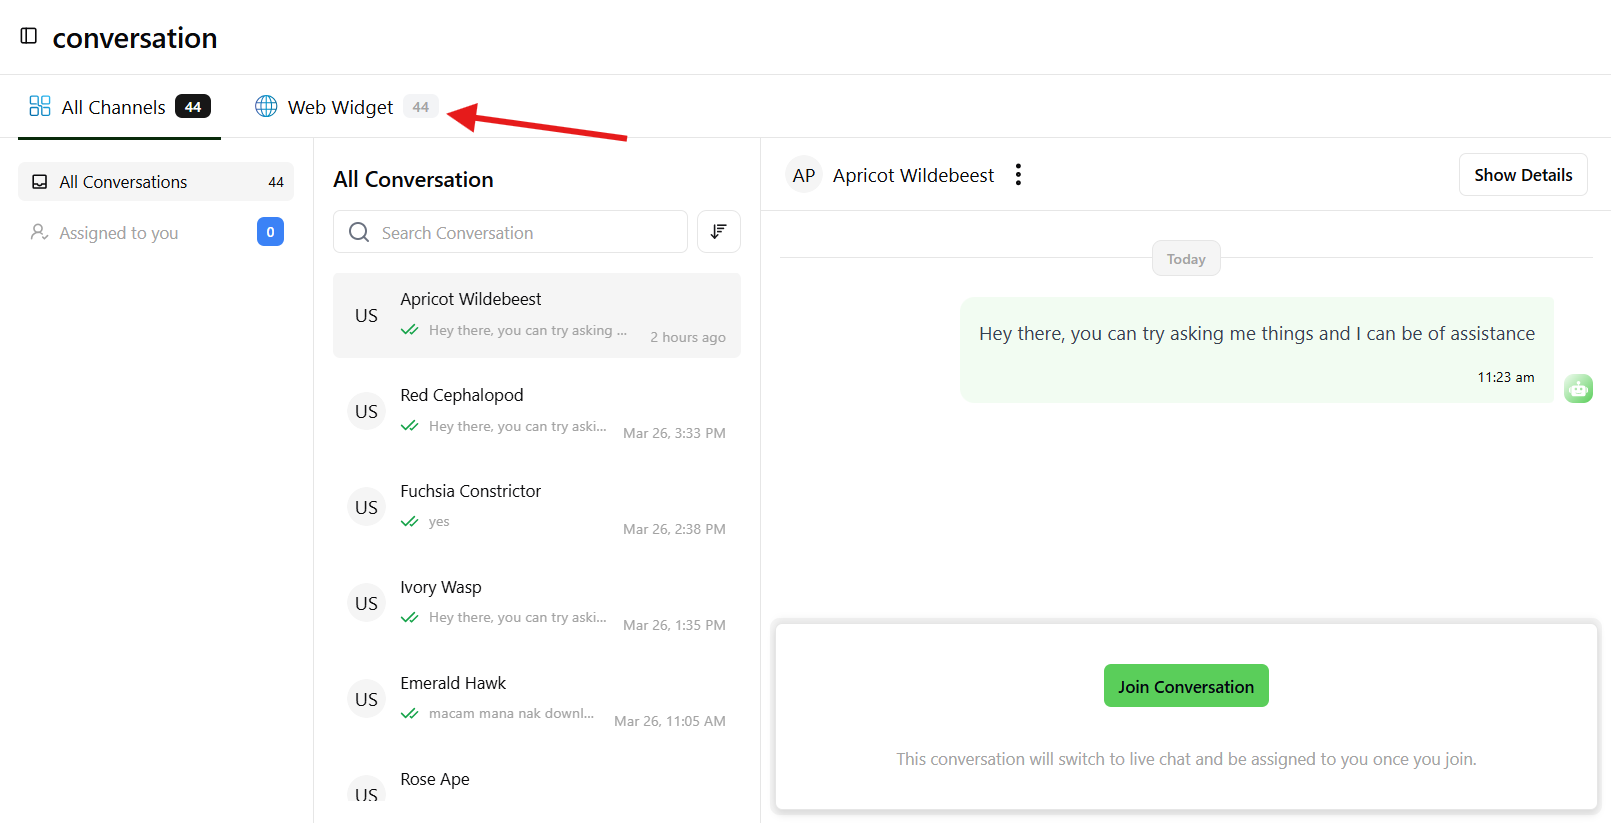 conversation
All Channels 44
Web Widget 44
All Conversations 44
Assigned to you 0
All Conversation
Search Conversation
US
Apricot Wildebeest
Hey there, you can try asking ...
2 hours ago
US
Red Cephalopod
Hey there, you can try aski...
Mar 26, 3:33 PM
US
Fuchsia Constrictor
yes
Mar 26, 2:38 PM
US
Ivory Wasp
Hey there, you can try aski...
Mar 26, 1:35 PM
US
Emerald Hawk
macam mana nak downl...
Mar 26, 11:05 AM
US
Rose Ape
AP Apricot Wildebeest
Show Details
Today
Hey there, you can try asking me things and I can be of assistance
11:23 am
Join Conversation
This conversation will switch to live chat and be assigned to you once you join.